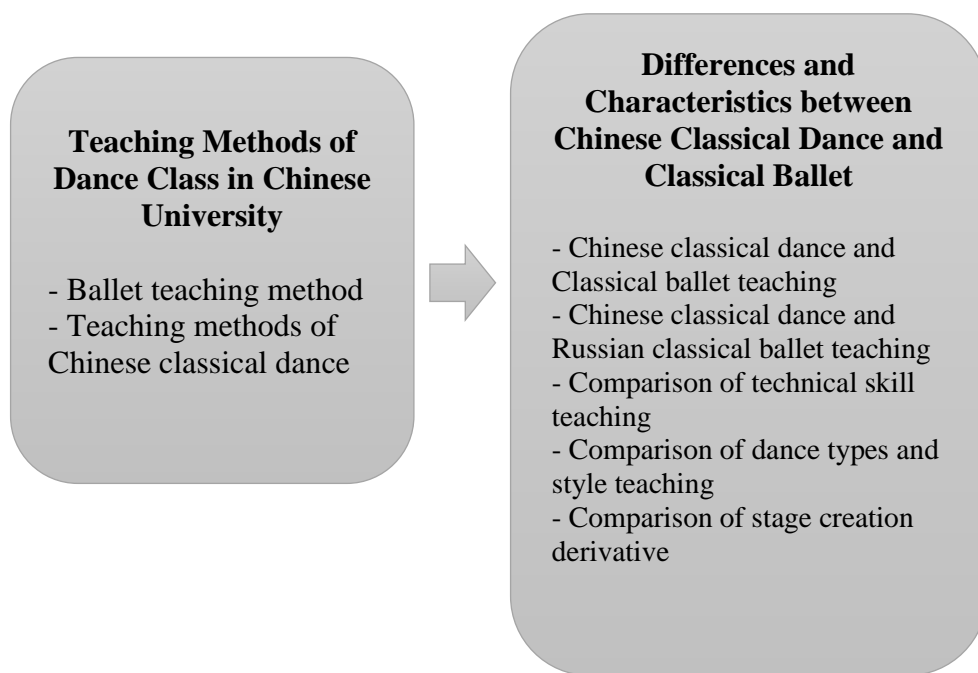 Teaching Methods of
Dance Class in Chinese
University
- Ballet teaching method
- Teaching methods of
Chinese classical dance
Differences and
Characteristics between
Chinese Classical Dance and
Classical Ballet
- Chinese classical dance and
Classical ballet teaching
- Chinese classical dance and
Russian classical ballet teaching
- Comparison of technical skill
teaching
- Comparison of dance types and
style teaching
- Comparison of stage creation
derivative